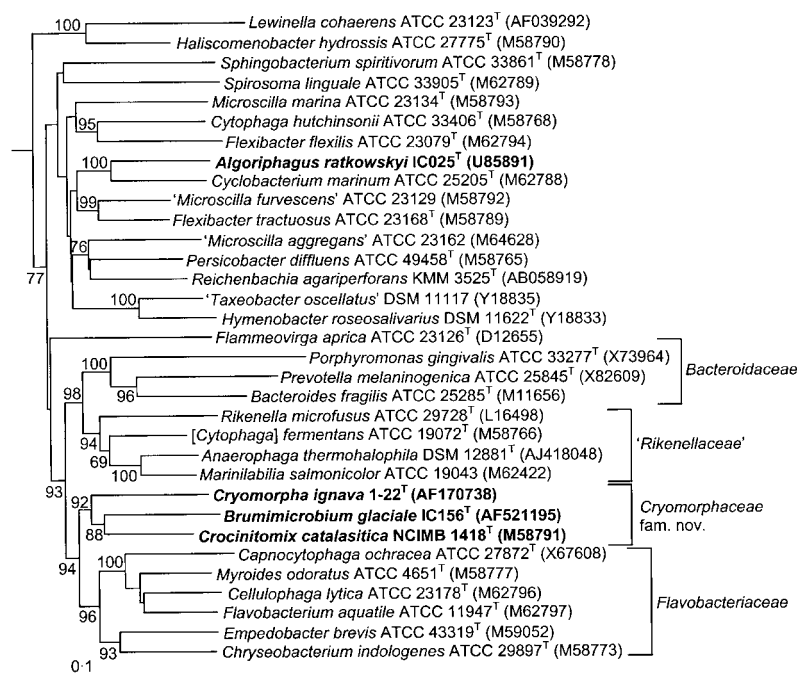 Lewinella cohaerens ATCC 23123T (AF039292)
100
Haliscomenobacter hydrossis ATCC 27775T (M58790)
Sphingobacterium spiritivorum ATCC 33861T (M58778)
Spirosoma linguale ATCC 33905T (M62789)
Microscilla marina ATCC 23134T (M58793)
Cytophaga hutchinsonii ATCC 33406T (M58768)
95
Flexibacter flexilis ATCC 23079T (M62794)
Algoriphagus ratkowskyi IC025T (U85891)
100
Cyclobacterium marinum ATCC 25205T (M62788)
'Microscilla furvescens' ATCC 23129 (M58792)
99
Flexibacter tractuosus ATCC 23168T (M58789)
'Microscilla aggregans' ATCC 23162 (M64628)
76
Persicobacter diffluens ATCC 49458T (M58765)
77
Reichenbachia agariperforans KMM 3525T (AB058919)
'Taxeobacter oscellatus' DSM 11117 (Y18835)
100
Hymenobacter roseosalivarius DSM 11622T (Y18833)
Flammeovirga aprica ATCC 23126T (D12655)
Porphyromonas gingivalis ATCC 33277T (X73964)
100
Prevotella melaninogenica ATCC 25845T (X82609)
Bacteroidaceae
96
98
Bacteroides fragilis ATCC 25285T (M11656)
Rikenella microfusus ATCC 29728T (L16498)
94
[Cytophaga] fermentans ATCC 19072T (M58766)
'Rikenellaceae'
69
Anaerophaga thermohalophila DSM 12881T (AJ418048)
100
Marinilabilia salmonicolor ATCC 19043 (M62422)
93
Cryomorpha ignava 1-22T (AF170738)
92
Brumimicrobium glaciale IC156T (AF521195)
Cryomorphaceae
fam. nov.
88
Crocinitomix catalasitica NCIMB 1418T (M58791)
Capnocytophaga ochracea ATCC 27872T (X67608)
94
100
Myroides odoratus ATCC 4651T (M58777)
Cellulophaga lytica ATCC 23178T (M62796)
Flavobacteriaceae
96
Flavobacterium aquatile ATCC 11947T (M62797)
Empedobacter brevis ATCC 43319T (M59052)
93
Chryseobacterium indologenes ATCC 29897T (M58773)
0·1